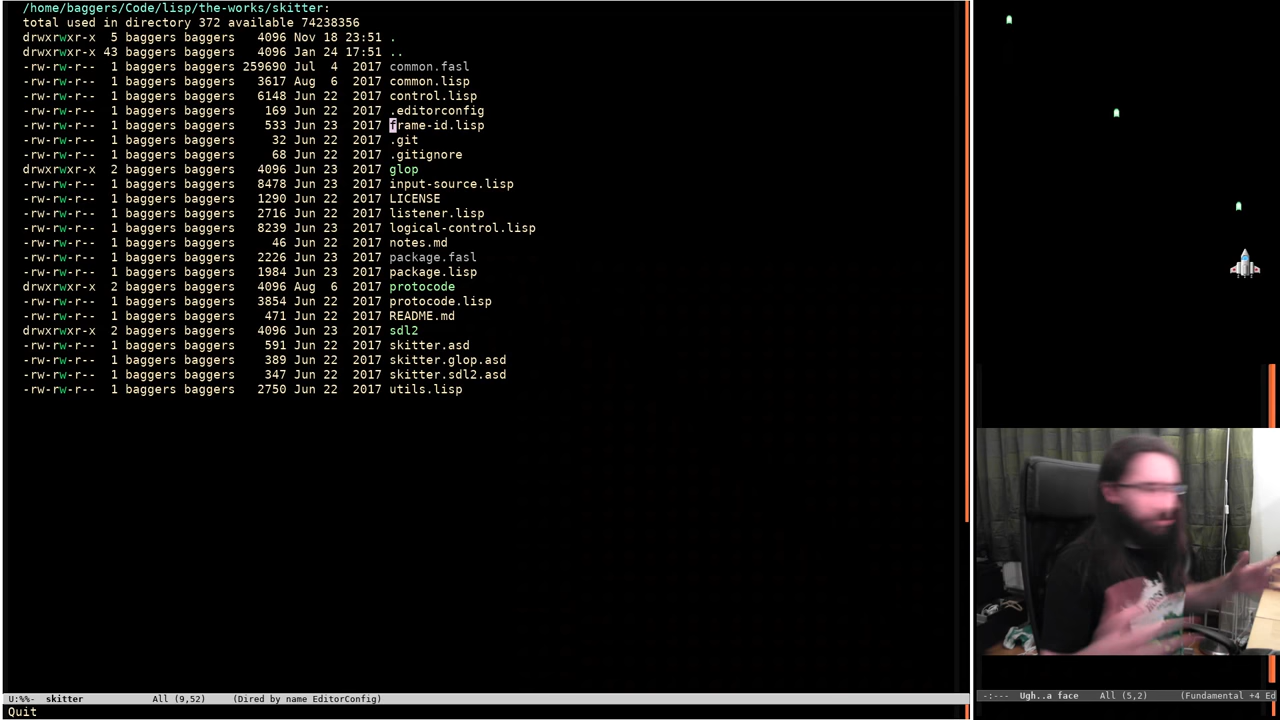 /home/baggers/Code/lisp/the-works/skitter:
total used in directory 372 available 74238356
drwxrwxr-x  5 baggers baggers   4096 Nov 18 23:51 .
drwxrwxr-x 43 baggers baggers   4096 Jan 24 17:51 ..
-rw-rw-r--  1 baggers baggers 259690 Jul  4  2017 common.fasl
-rw-rw-r--  1 baggers baggers   3617 Aug  6  2017 common.lisp
-rw-rw-r--  1 baggers baggers   6148 Jun 22  2017 control.lisp
-rw-rw-r--  1 baggers baggers    169 Jun 22  2017 .editorconfig
-rw-rw-r--  1 baggers baggers    533 Jun 23  2017 frame-id.lisp
-rw-rw-r--  1 baggers baggers     32 Jun 22  2017 .git
-rw-rw-r--  1 baggers baggers     68 Jun 22  2017 .gitignore
drwxrwxr-x  2 baggers baggers   4096 Jun 23  2017 glop
-rw-rw-r--  1 baggers baggers   8478 Jun 23  2017 input-source.lisp
-rw-rw-r--  1 baggers baggers   1290 Jun 22  2017 LICENSE
-rw-rw-r--  1 baggers baggers   2716 Jun 23  2017 listener.lisp
-rw-rw-r--  1 baggers baggers   8239 Jun 23  2017 logical-control.lisp
-rw-rw-r--  1 baggers baggers     46 Jun 22  2017 notes.md
-rw-rw-r--  1 baggers baggers   2226 Jun 23  2017 package.fasl
-rw-rw-r--  1 baggers baggers   1984 Jun 23  2017 package.lisp
drwxrwxr-x  2 baggers baggers   4096 Aug  6  2017 protocode
-rw-rw-r--  1 baggers baggers   3854 Jun 22  2017 protocode.lisp
-rw-rw-r--  1 baggers baggers    471 Jun 22  2017 README.md
drwxrwxr-x  2 baggers baggers   4096 Jun 23  2017 sdl2
-rw-rw-r--  1 baggers baggers    591 Jun 22  2017 skitter.asd
-rw-rw-r--  1 baggers baggers    389 Jun 22  2017 skitter.glop.asd
-rw-rw-r--  1 baggers baggers    347 Jun 22  2017 skitter.sdl2.asd
-rw-rw-r--  1 baggers baggers   2750 Jun 22  2017 utils.lisp
U:%%-  skitter        All (9,52)     (Dired by name EditorConfig)
Quit
-:---  Ugh..a face    All (5,2)      (Fundamental +4 Ed